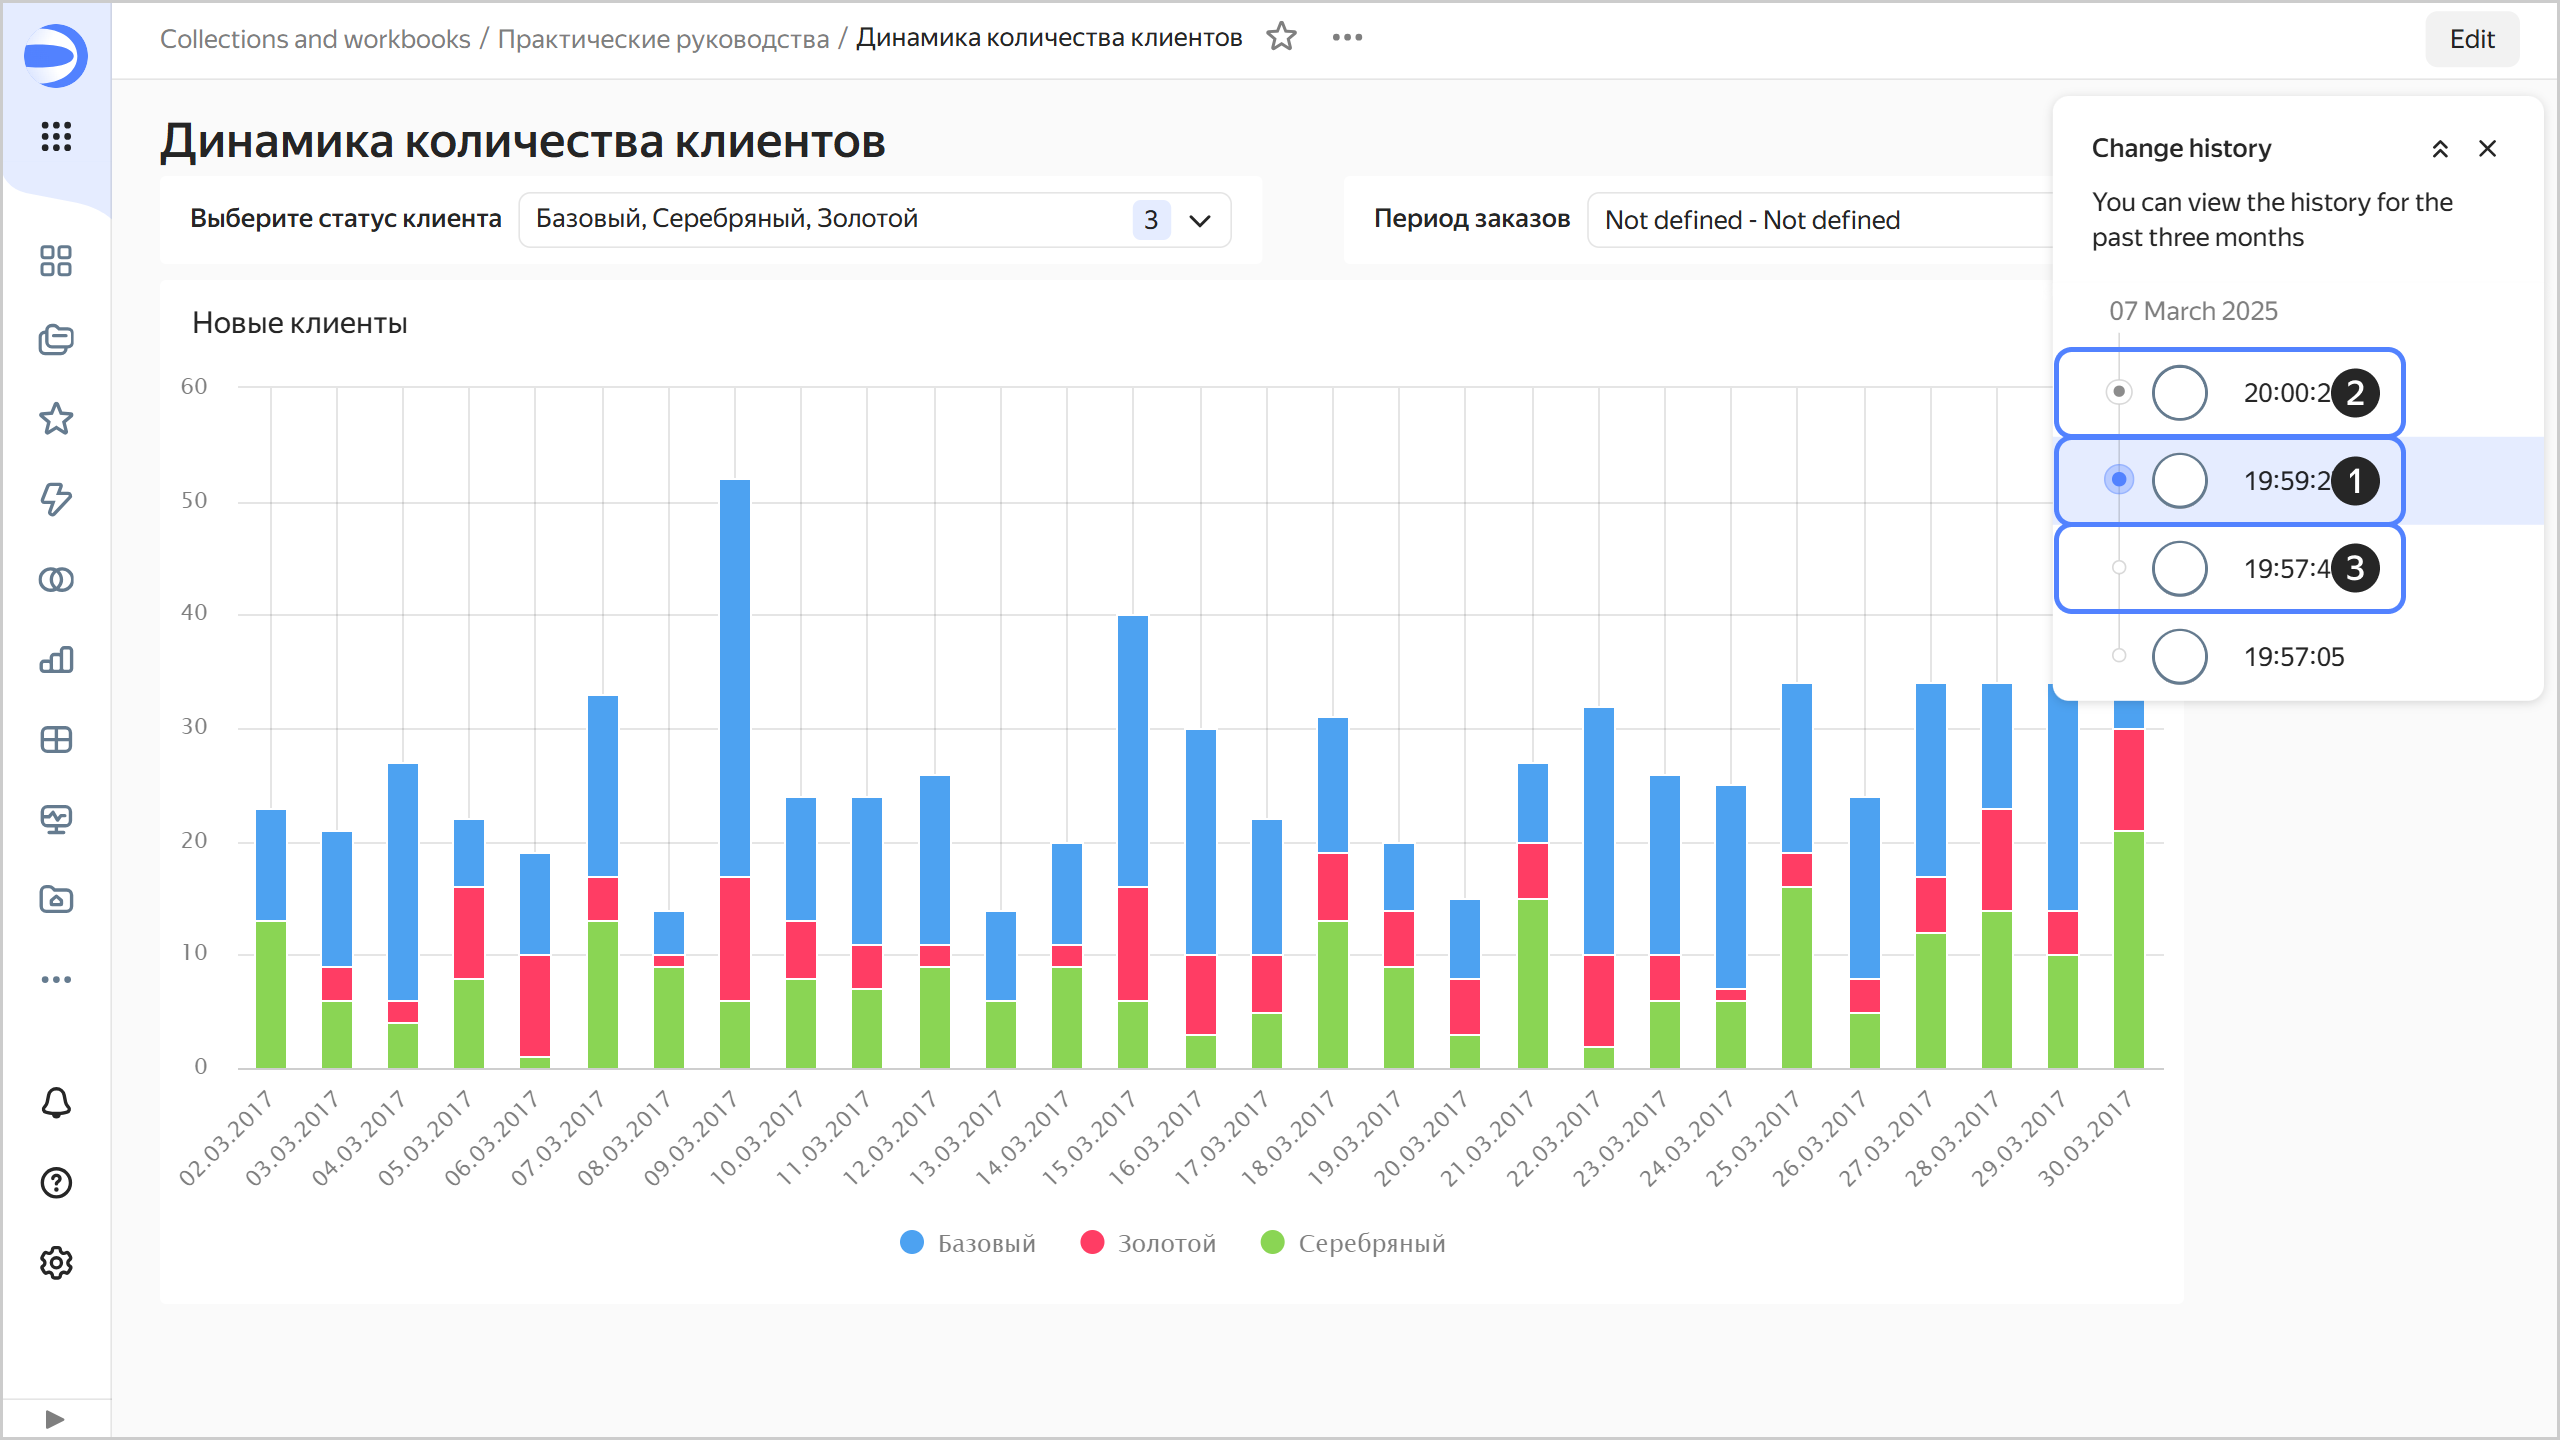 Collections and workbooks / Практические руководства / Динамика количества клиентов
Edit
Динамика количества клиентов
Выберите статус клиента
Базовый, Серебряный, Золотой
3
Период заказов
Not defined - Not defined
Change history
You can view the history for the
past three months
07 March 2025
20:00:2
2
19:59:2
1
19:57:4
3
19:57:05
Новые клиенты
60
50
40
30
20
10
0
02.03.2017
03.03.2017
04.03.2017
05.03.2017
06.03.2017
07.03.2017
08.03.2017
09.03.2017
10.03.2017
11.03.2017
12.03.2017
13.03.2017
14.03.2017
15.03.2017
16.03.2017
17.03.2017
18.03.2017
19.03.2017
20.03.2017
21.03.2017
22.03.2017
23.03.2017
24.03.2017
25.03.2017
26.03.2017
27.03.2017
28.03.2017
29.03.2017
30.03.2017
Базовый
Золотой
Серебряный